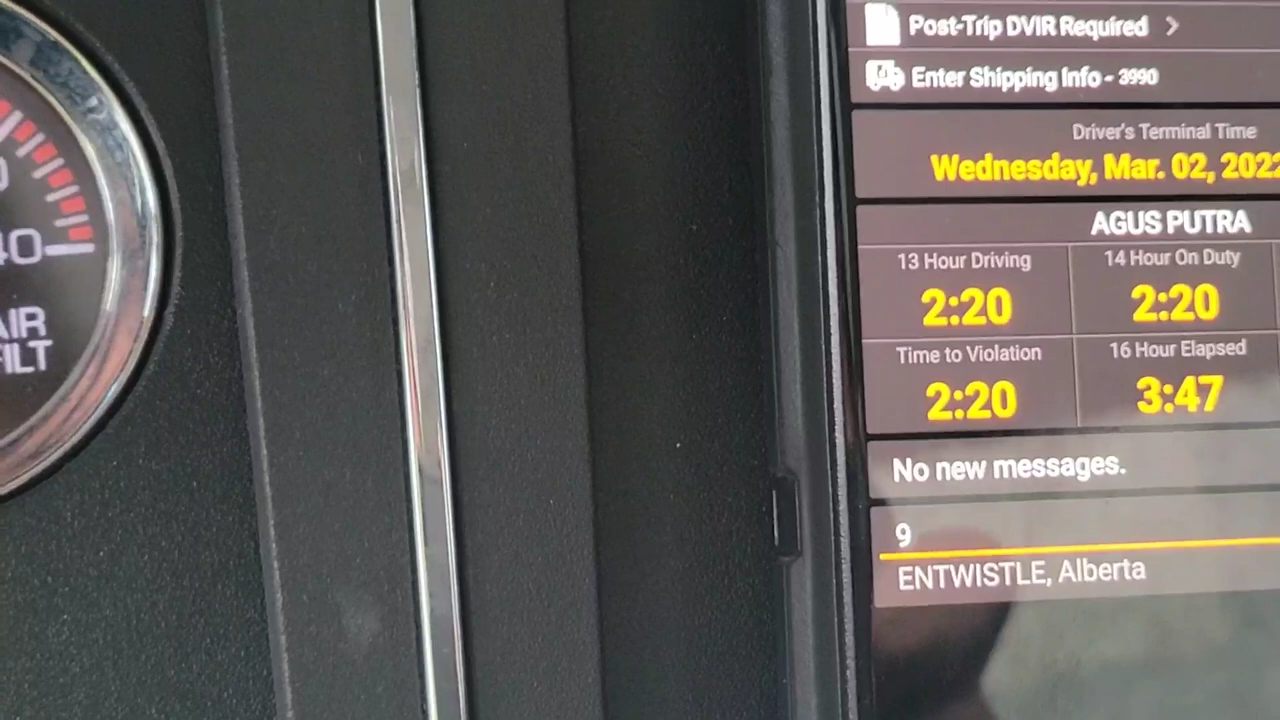 40
Post-Trip DVIR Required >
Enter Shipping Info - 3990
Driver's Terminal Time
Wednesday, Mar. 02, 2022
AGUS PUTRA
13 Hour Driving
14 Hour On Duty
2:20
2:20
Time to Violation
16 Hour Elapsed
2:20
3:47
No new messages.
9
ENTWISTLE, Alberta